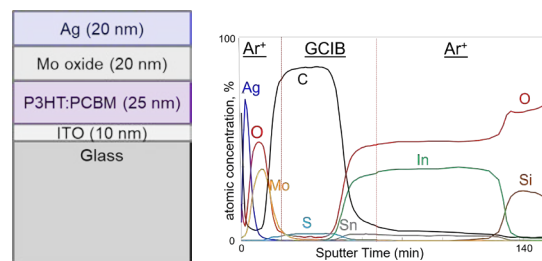 Ag (20 nm)
Mo oxide (20 nm)
P3HT:PCBM (25 nm)
ITO (10 nm)
Glass
atomic concentration, %
100
0
Ar⁺
GCIB
Ar⁺
Ag
O
Mo
C
S
Sn
In
O
Si
0
140
Sputter Time (min)